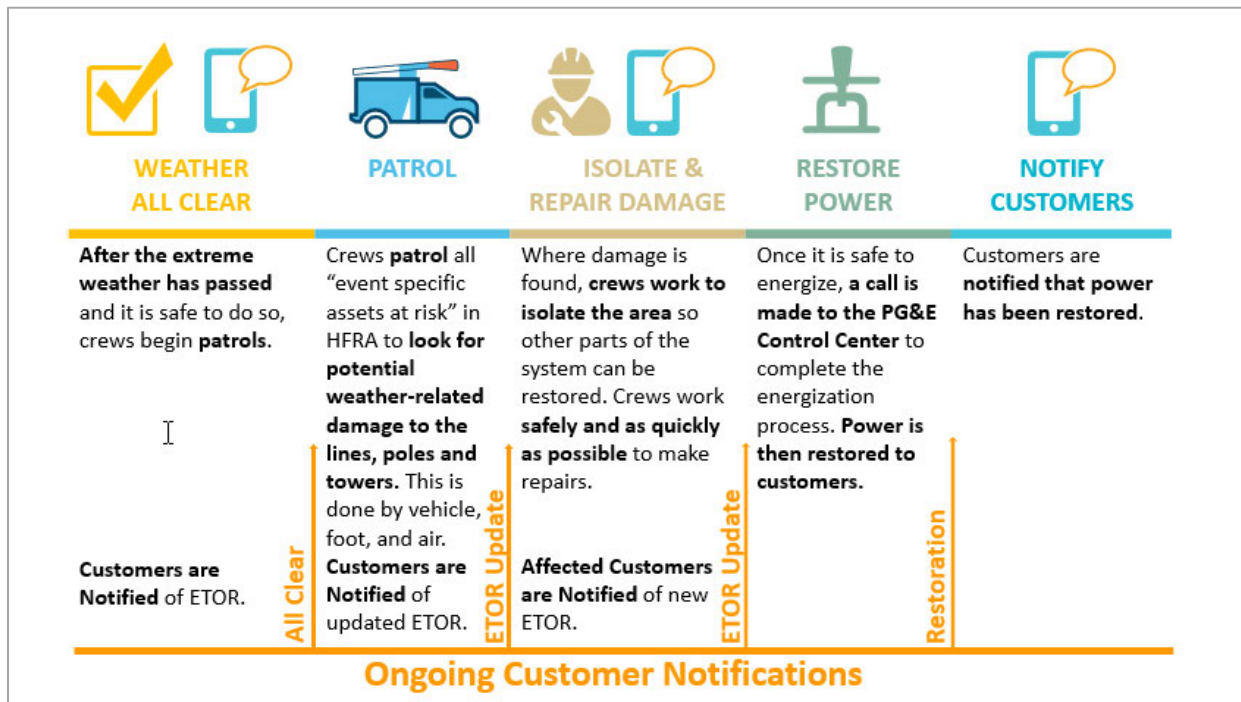 WEATHER
ALL CLEAR
After the extreme
weather has passed
and it is safe to do so,
crews begin patrols.
Customers are
Notified of ETOR.
All Clear
PATROL
Crews patrol all
“event specific
assets at risk” in
HFRA to look for
potential
weather-related
damage to the
lines, poles and
towers. This is
done by vehicle,
foot, and air.
Customers are
Notified of
updated ETOR.
ETOR Update
ISOLATE &
REPAIR DAMAGE
Where damage is
found, crews work to
isolate the area so
other parts of the
system can be
restored. Crews work
safely and as quickly
as possible to make
repairs.
Affected Customers
are Notified of new
ETOR.
ETOR Update
RESTORE
POWER
Once it is safe to
energize, a call is
made to the PG&E
Control Center to
complete the
energization
process. Power is
then restored to
customers.
Restoration
NOTIFY
CUSTOMERS
Customers are
notified that power
has been restored.
Ongoing Customer Notifications